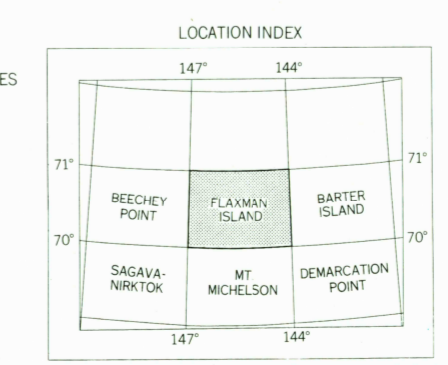 LOCATION INDEX
ES
147° 144°
71° 71°
BEECHEY
POINT
FLAXMAN
ISLAND
BARTER
ISLAND
70° 70°
SAGAVA-
NIRKTOK
MT
MICHELSON
DEMARCATION
POINT
147° 144°